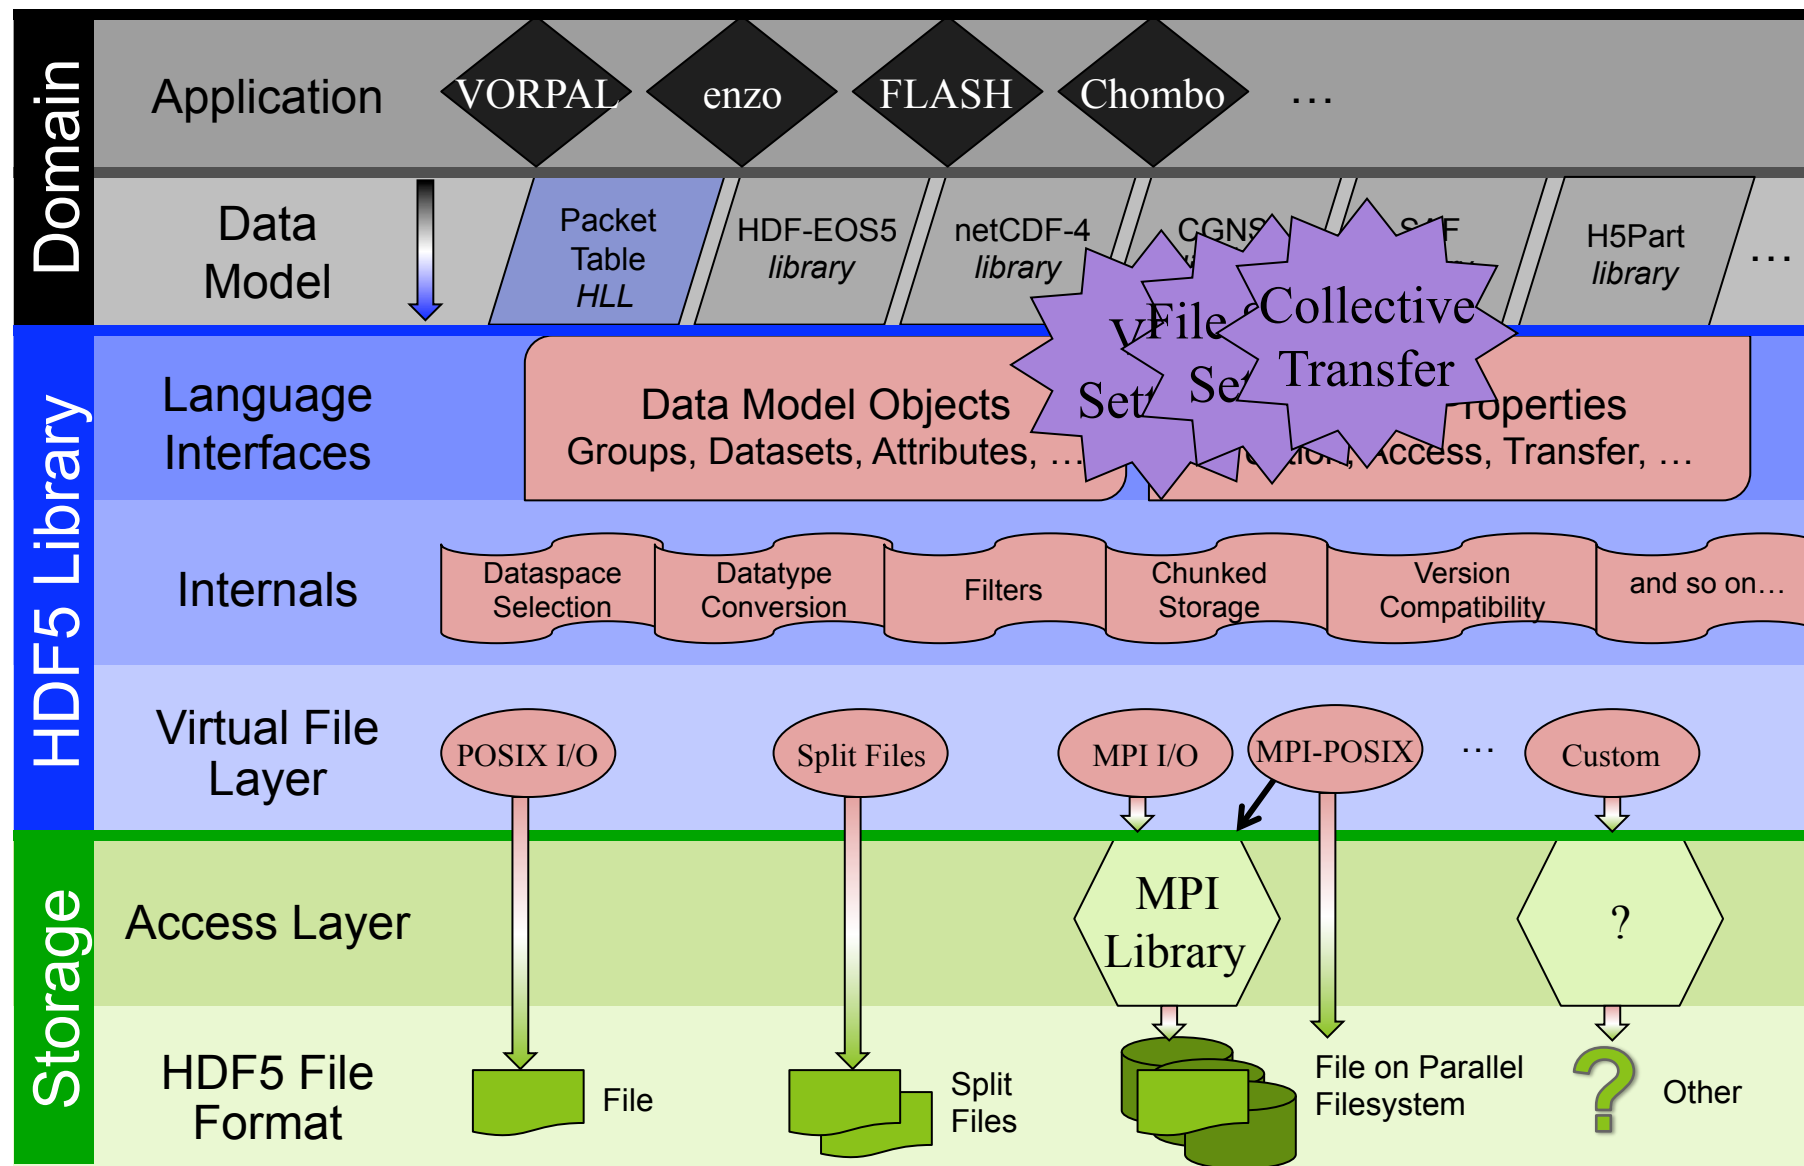 Domain
Application
VORPAL
enzo
FLASH
Chombo
…
Data
Model
Packet
Table
HLL
HDF-EOS5
library
netCDF-4
library
CGNS
H5Part
library
…
HDF5 Library
Language
Interfaces
Data Model Objects
Groups, Datasets, Attributes, …
Access, Transfer, …
File
Collective
Transfer
Internals
Dataspace
Selection
Datatype
Conversion
Filters
Chunked
Storage
Version
Compatibility
and so on…
Virtual File
Layer
POSIX I/O
Split Files
MPI I/O
MPI-POSIX
…
Custom
Storage
Access Layer
MPI
Library
?
HDF5 File
Format
File
Split
Files
File on Parallel
Filesystem
?
Other